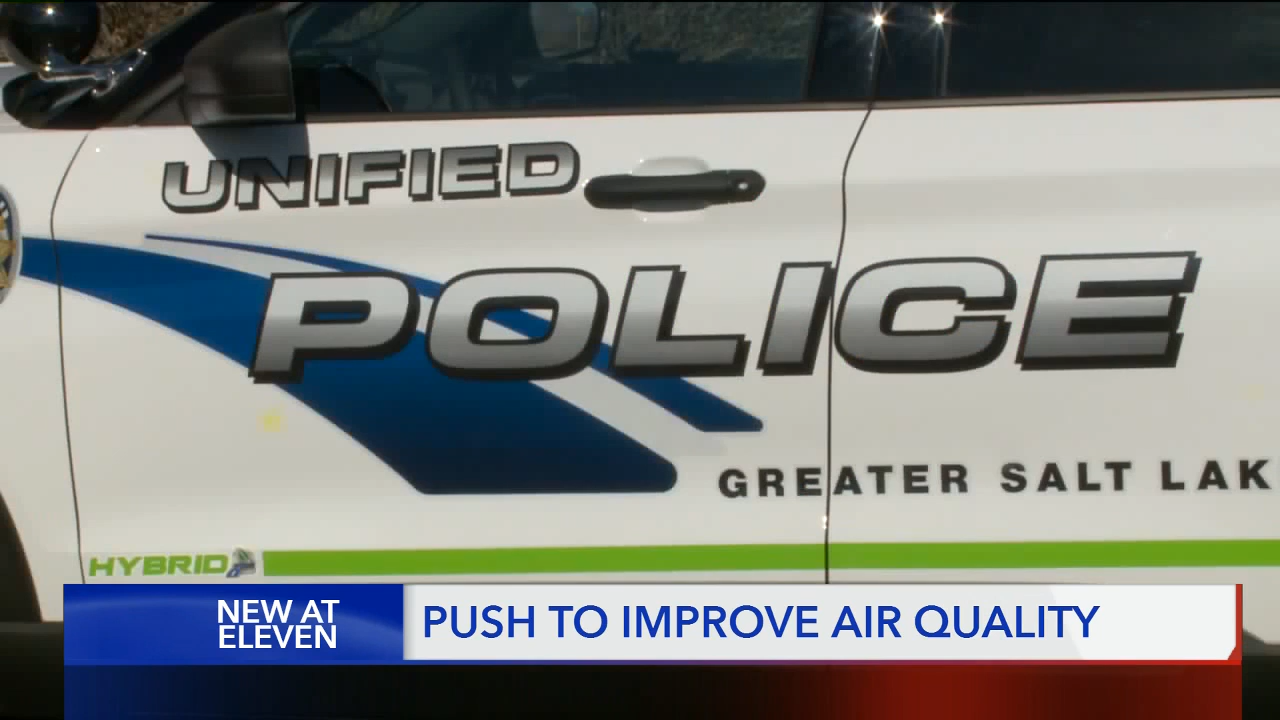 UNIFIED
POLICE
GREATER SALT LAK
HYBRID
NEW AT
ELEVEN
PUSH TO IMPROVE AIR QUALITY